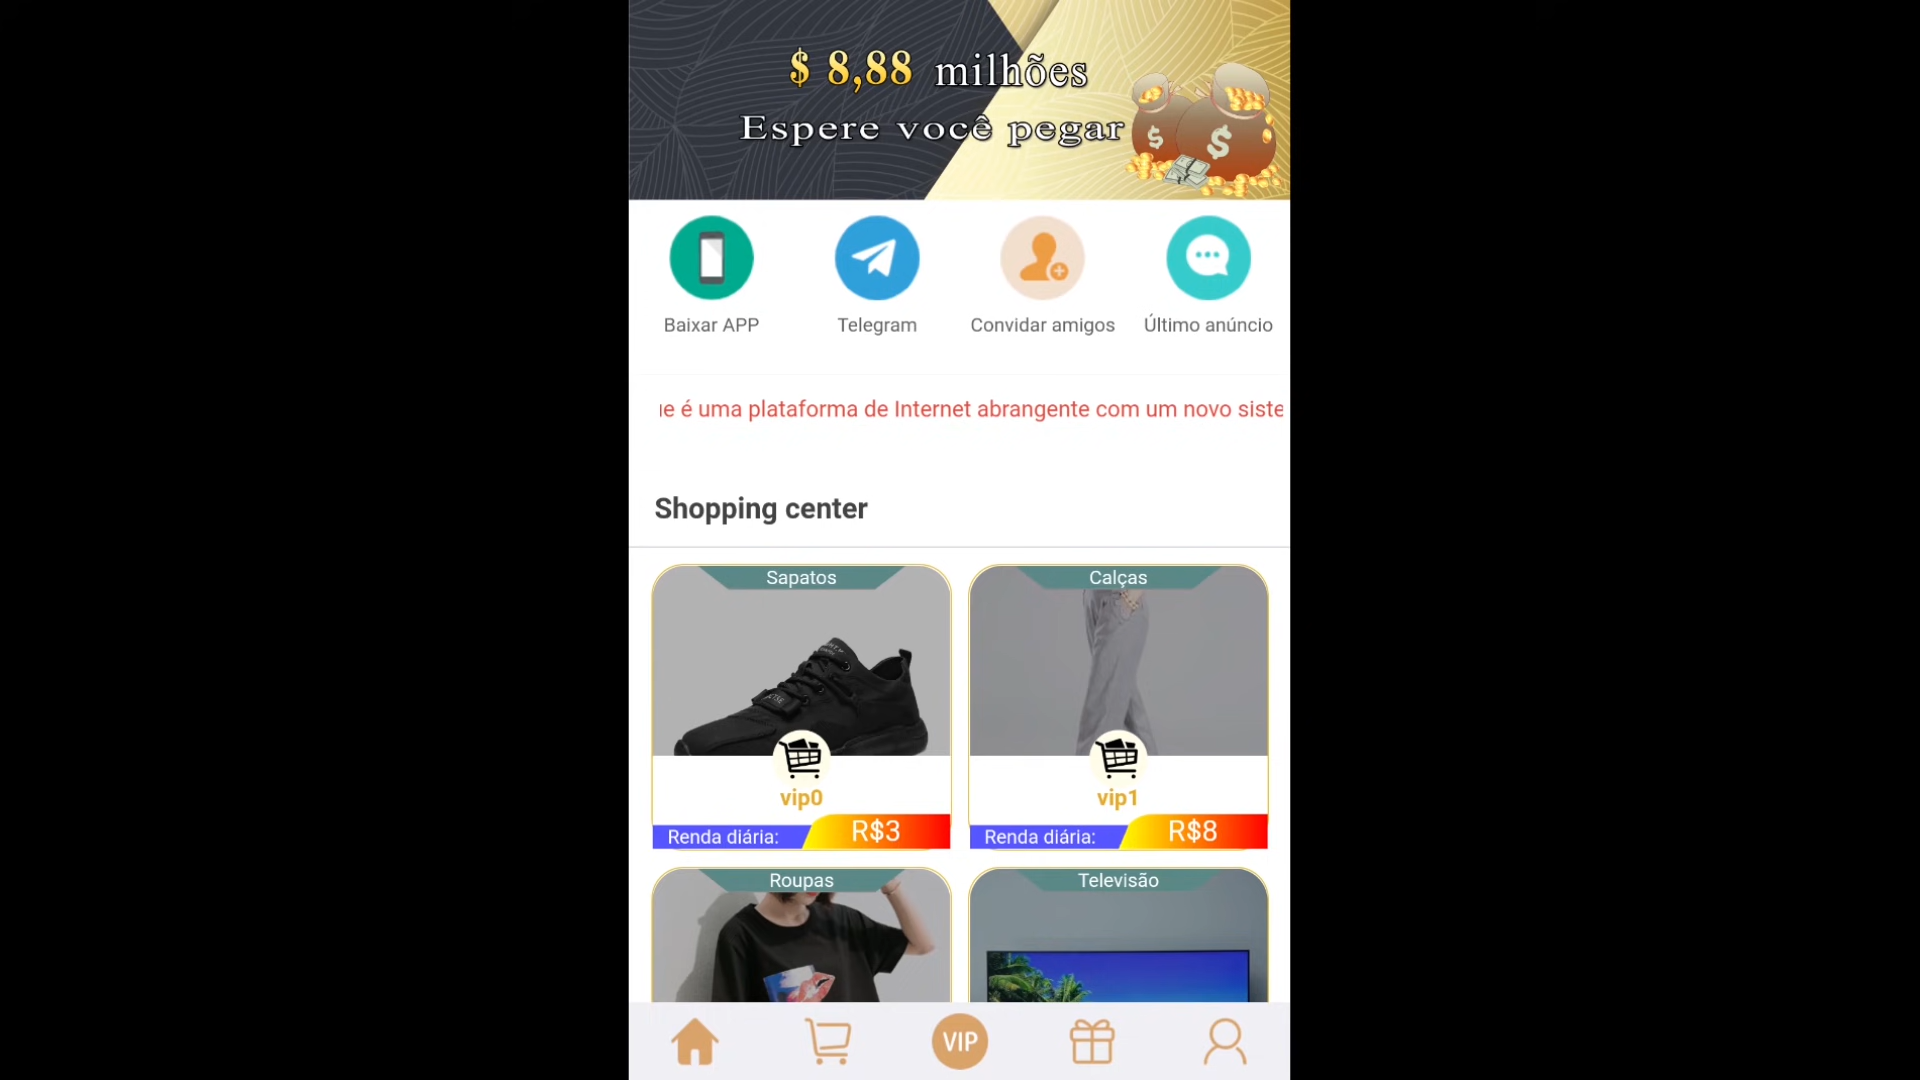 $ 8,88 milhões
Espere você pegar
Baixar APP
Telegram
Convidar amigos
Último anúncio
é uma plataforma de Internet abrangente com um novo
Shopping center
Sapatos
Calças
vip0
vip1
Renda diária: R$3
Renda diária: R$8
Roupas
Televisão
VIP